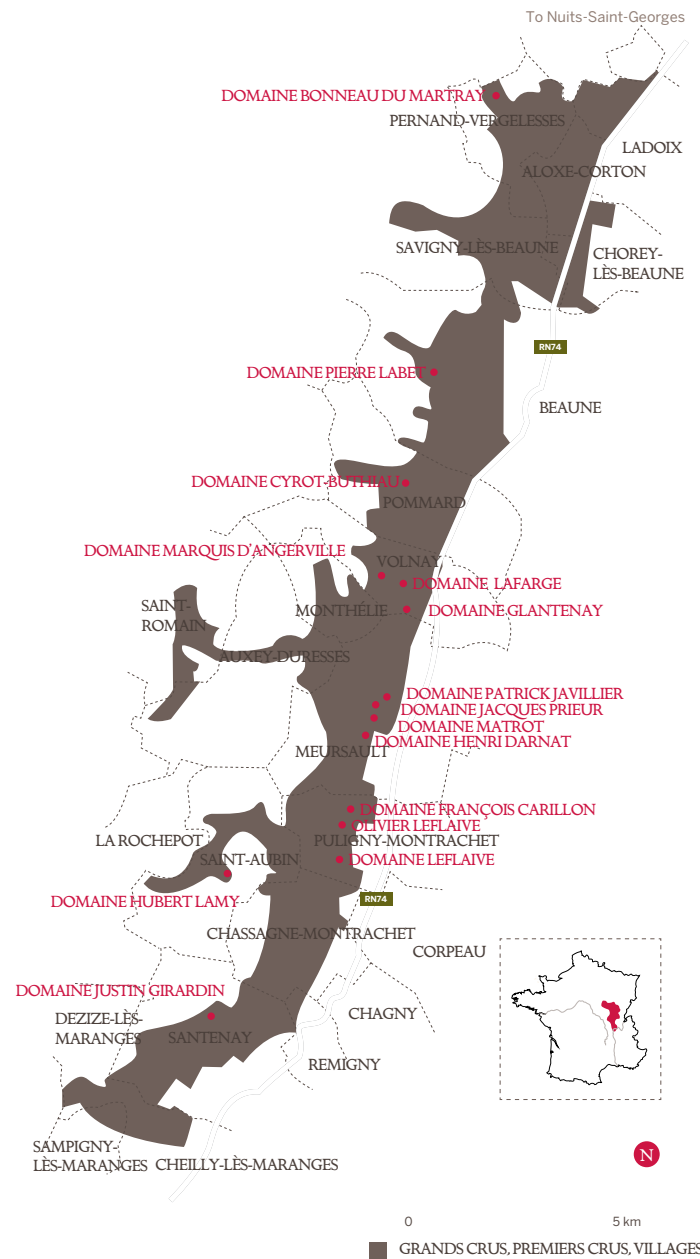 To Nuits-Saint-Georges
DOMAINE BONNEAU DU MARTRAY
PERNAND-VERGELESSES
LADOIX
ALOXE-CORTON
SAVIGNY-LÈS-BEAUNE
CHOREY-
LÈS-BEAUNE
RN74
DOMAINE PIERRE LABET
BEAUNE
DOMAINE CYROT-BUTHIAU
POMMARD
DOMAINE MARQUIS D'ANGERVILLE
VOLNAY
DOMAINE LAFARGE
SAINT-
ROMAIN
MONTHÉLIE
DOMAINE GLANTENAY
AUXEY-DURESSES
DOMAINE PATRICK JAVILLIER
DOMAINE JACQUES PRIEUR
DOMAINE MATROT
DOMAINE HENRI DARNAT
MEURSAULT
DOMAINE FRANÇOIS CARILLON
OLIVIER LEFLAIVE
LA ROCHEPOT
PULIGNY-MONTRACHET
SAINT-AUBIN
DOMAINE LEFLAIVE
DOMAINE HUBERT LAMY
RN74
CHASSAGNE-MONTRACHET
CORPEAU
DOMAINE JUSTIN GIRARDIN
CHAGNY
DEZIZE-LÈS-
MARANGES
SANTENAY
REMIGNY
SAMPIGNY-
LÈS-MARANGES
CHEILLY-LÈS-MARANGES
N
0 5 km
GRANDS CRUS, PREMIERS CRUS, VILLAGES